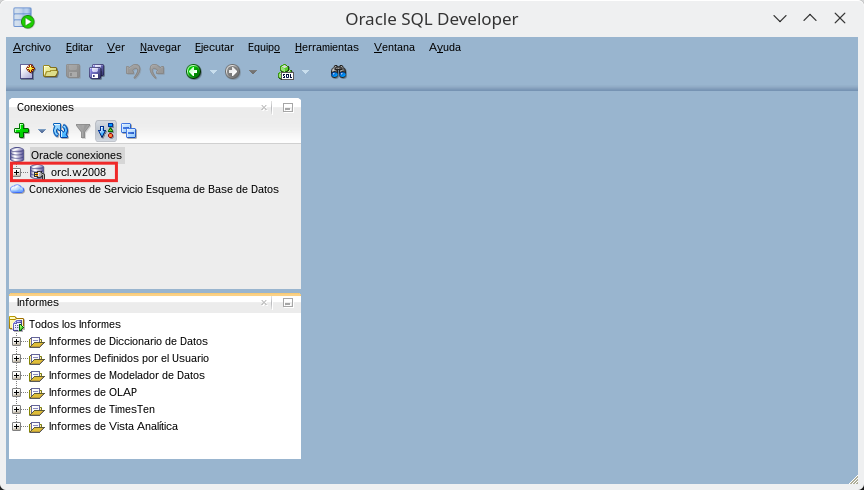 Oracle SQL Developer
Archivo Editar Ver Navegar Ejecutar Equipo Herramientas Ventana Ayuda
SQL
Conexiones
Oracle conexiones
orcl.w2008
Conexiones de Servicio Esquema de Base de Datos
Informes
Todos los Informes
Informes de Diccionario de Datos
Informes Definidos por el Usuario
Informes de Modelador de Datos
Informes de OLAP
Informes de TimesTen
Informes de Vista Analítica